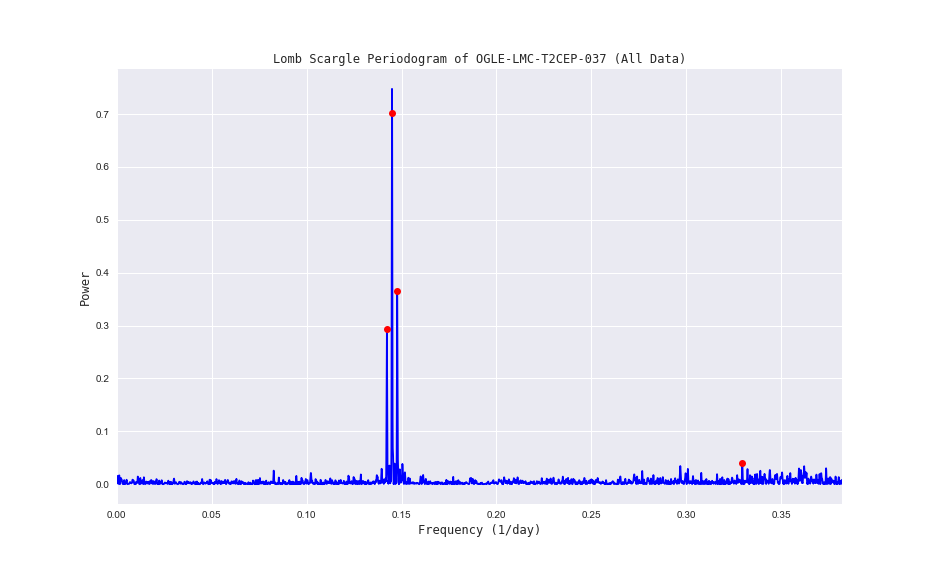 Lomb Scargle Periodogram of OGLE-LMC-T2CEP-037 (All Data)
0.7
0.6
0.5
0.4
0.3
0.2
0.1
0.0
Power
0.00 0.05 0.10 0.15 0.20 0.25 0.30 0.35
Frequency (1/day)